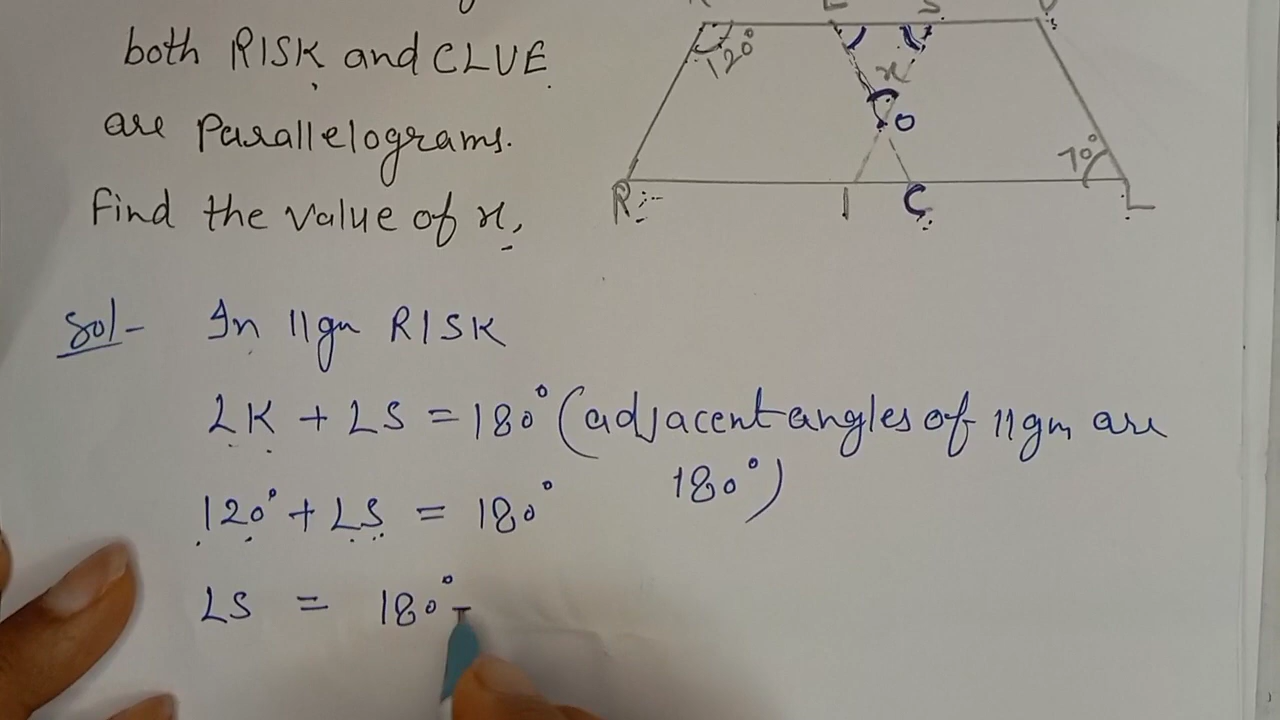 both RISK and CLUE
are Parallelograms.
Find the value of x,
120°
x
O
70°
R
I
C
L
Sol- In ||gm RISK
∠K + ∠S = 180° (adjacent angles of ||gm are
180°)
120° + ∠S = 180°
∠S = 180° -